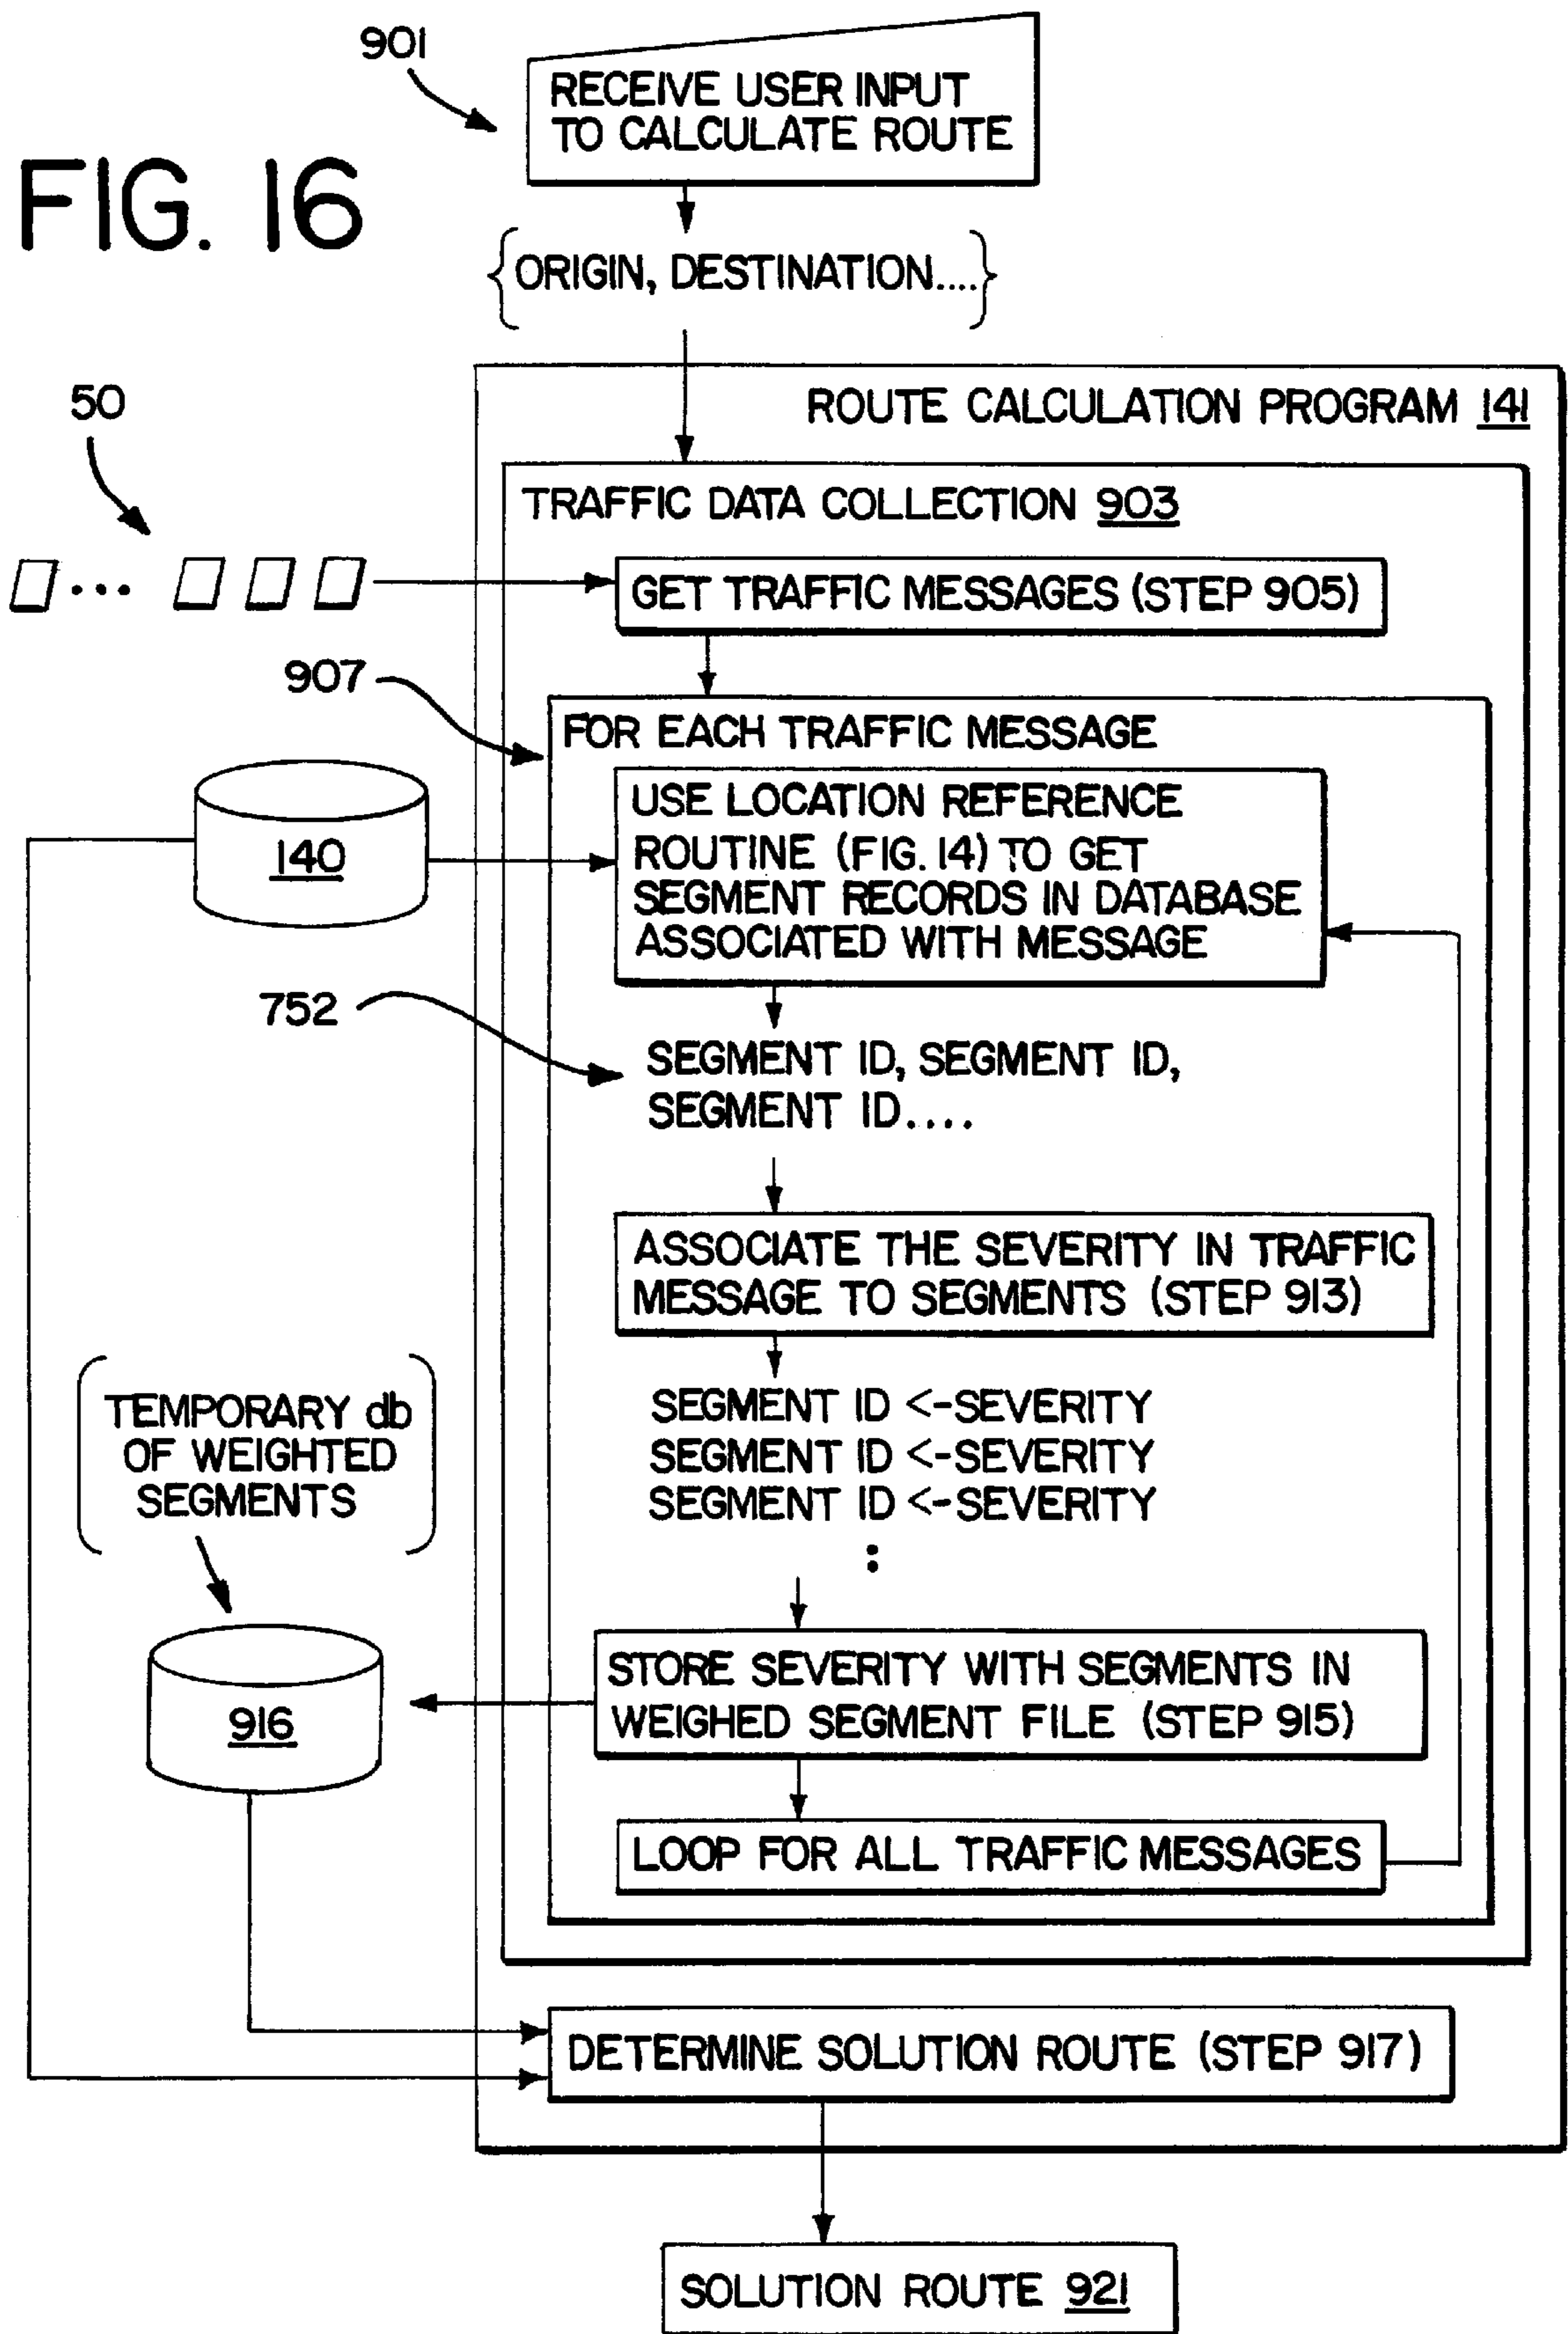 901
RECEIVE USER INPUT
TO CALCULATE ROUTE
FIG. 16
{ORIGIN, DESTINATION....}
50
ROUTE CALCULATION PROGRAM 141
TRAFFIC DATA COLLECTION 903
...
GET TRAFFIC MESSAGES (STEP 905)
907
FOR EACH TRAFFIC MESSAGE
USE LOCATION REFERENCE
ROUTINE (FIG. 14) TO GET
SEGMENT RECORDS IN DATABASE
ASSOCIATED WITH MESSAGE
140
752
SEGMENT ID, SEGMENT ID,
SEGMENT ID....
ASSOCIATE THE SEVERITY IN TRAFFIC
MESSAGE TO SEGMENTS (STEP 913)
TEMPORARY db
OF WEIGHTED
SEGMENTS
SEGMENT ID <-SEVERITY
SEGMENT ID <-SEVERITY
SEGMENT ID <-SEVERITY
:
STORE SEVERITY WITH SEGMENTS IN
WEIGHED SEGMENT FILE (STEP 915)
916
LOOP FOR ALL TRAFFIC MESSAGES
DETERMINE SOLUTION ROUTE (STEP 917)
SOLUTION ROUTE 921